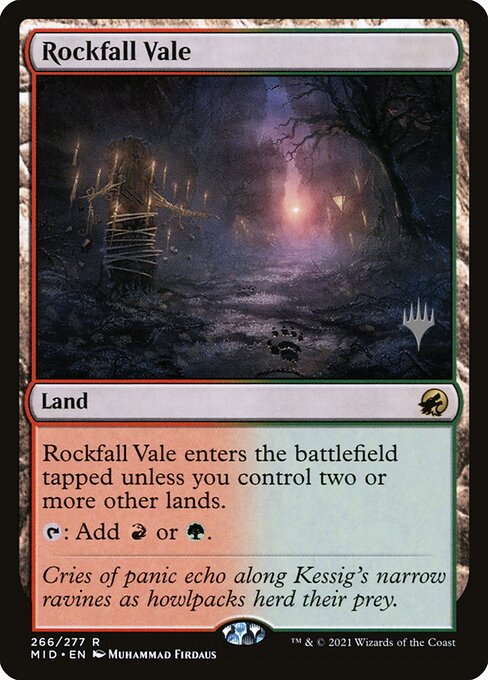 Rockfall Vale
Land
Rockfall Vale enters the battlefield
tapped unless you control two or
more other lands.
: Add or .
Cries of panic echo along Kessig's narrow
ravines as howlpacks herd their prey.
266/277 R
MID • EN Muhammad Firdaus
™ & © 2021 Wizards of the Coast